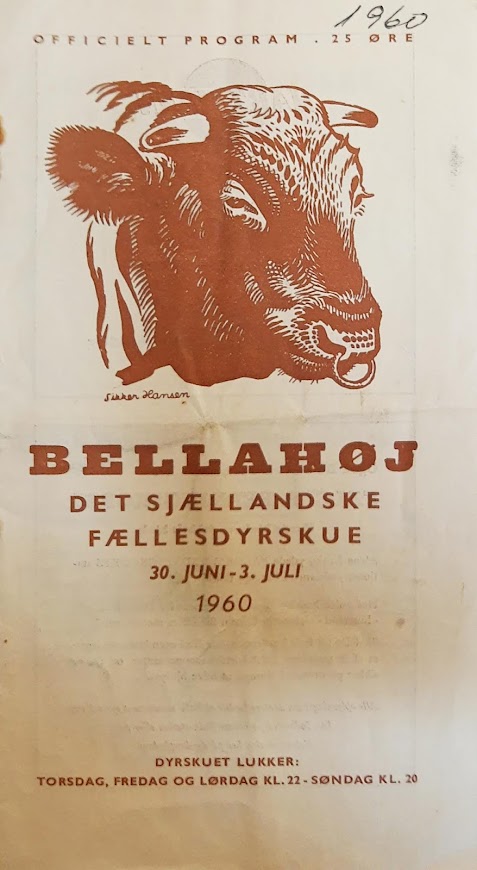 1960
OFFICIELT PROGRAM . 25 ØRE
Sikker Hansen
BELLAHØJ
DET SJÆLLANDSKE
FÆLLESDYRSKUE
30. JUNI-3. JULI
1960
DYRSKUET LUKKER:
TORSDAG, FREDAG OG LØRDAG KL. 22 - SØNDAG KL. 20